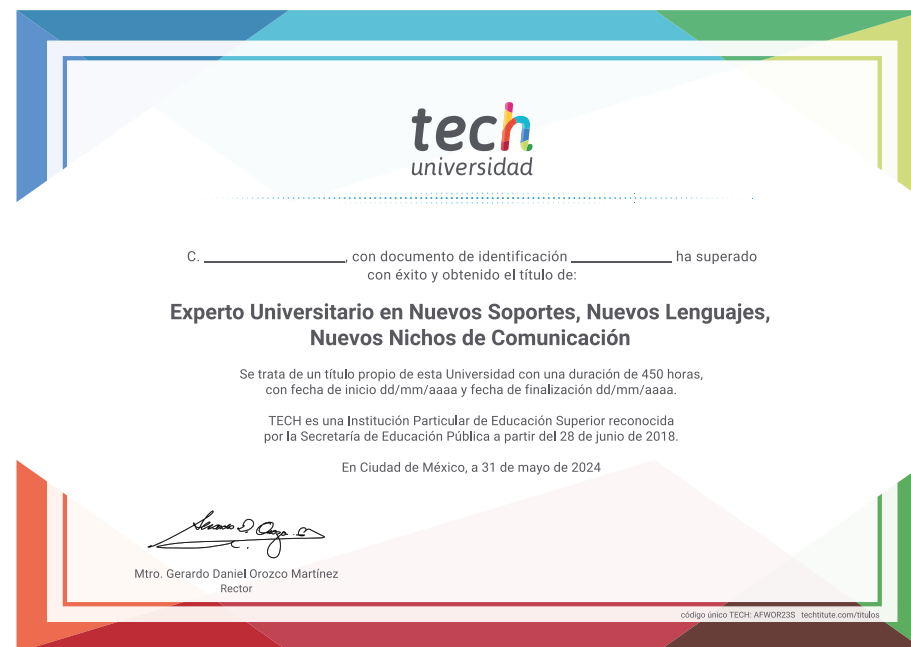 tech
universidad
C. ____________________, con documento de identificación ______________ ha superado
con éxito y obtenido el título de:
Experto Universitario en Nuevos Soportes, Nuevos Lenguajes,
Nuevos Nichos de Comunicación
Se trata de un título propio de esta Universidad con una duración de 450 horas,
con fecha de inicio dd/mm/aaaa y fecha de finalización dd/mm/aaaa.
TECH es una Institución Particular de Educación Superior reconocida
por la Secretaría de Educación Pública a partir del 28 de junio de 2018.
En Ciudad de México, a 31 de mayo de 2024
Mtro. Gerardo Daniel Orozco Martínez
Rector
código único TECH: AFWOR23S techtitute.com/titulos